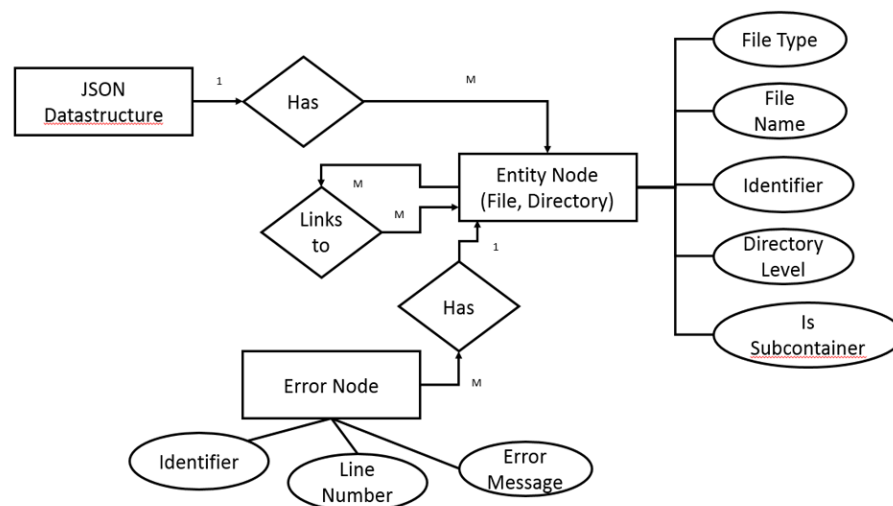 JSON
Datastructure
1
Has
M
File Type
File
Name
Entity Node
(File, Directory)
Identifier
M
Links
to
M
1
Directory
Level
Has
Is
Subcontainer
Error Node
M
Identifier
Line
Number
Error
Message